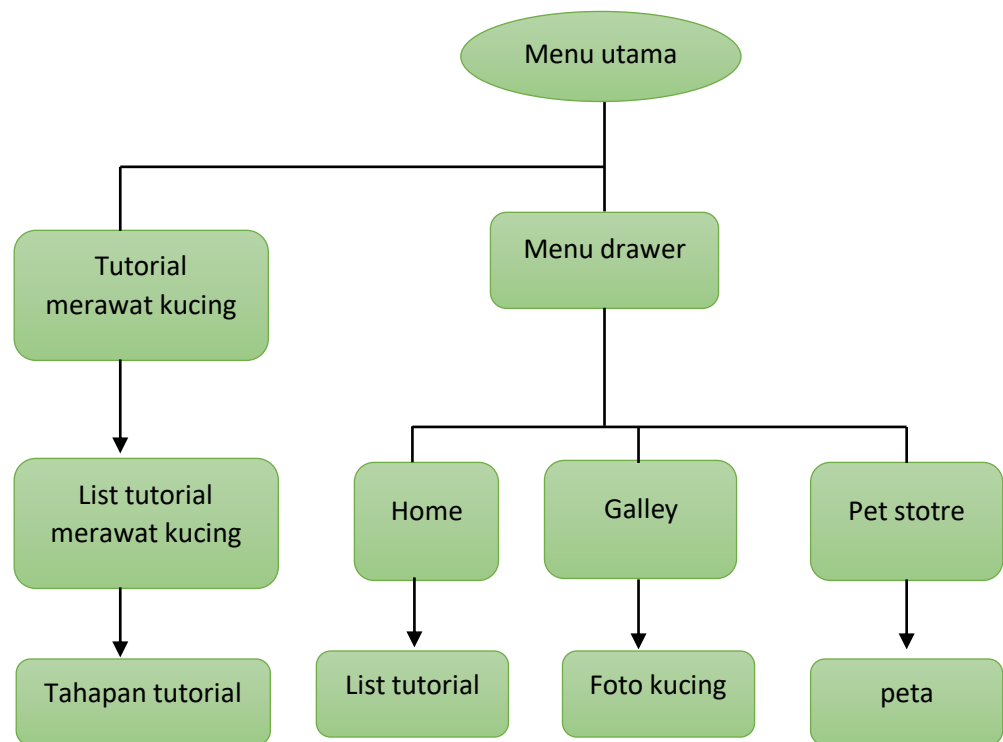 Menu utama
Tutorial
merawat kucing
Menu drawer
List tutorial
merawat kucing
Home
Galley
Pet stotre
Tahapan tutorial
List tutorial
Foto kucing
peta